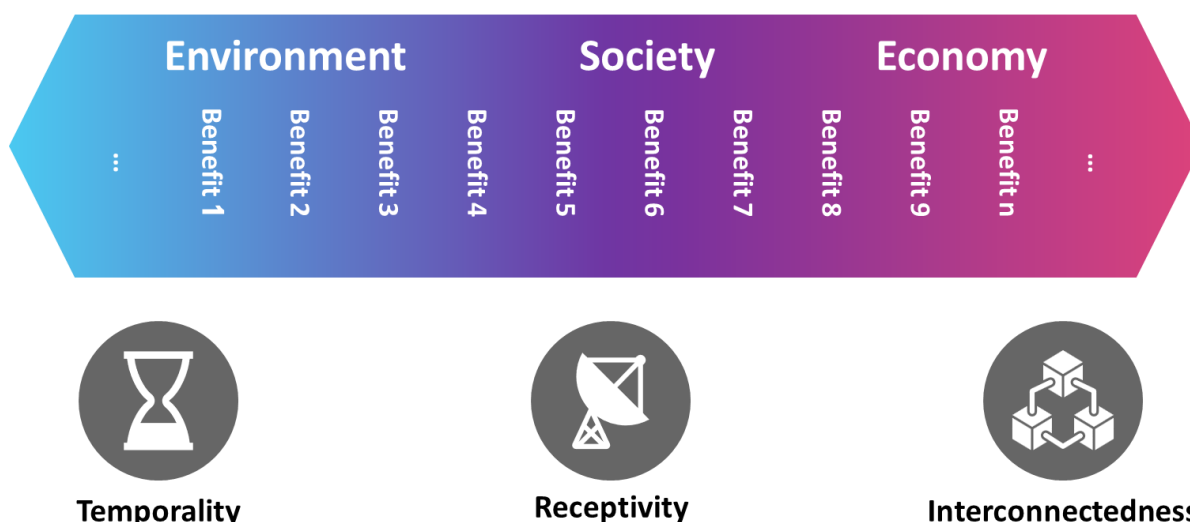 Environment Society Economy
...
Benefit 1
Benefit 2
Benefit 3
Benefit 4
Benefit 5
Benefit 6
Benefit 7
Benefit 8
Benefit 9
Benefit n
...
Temporality Receptivity Interconnectedness